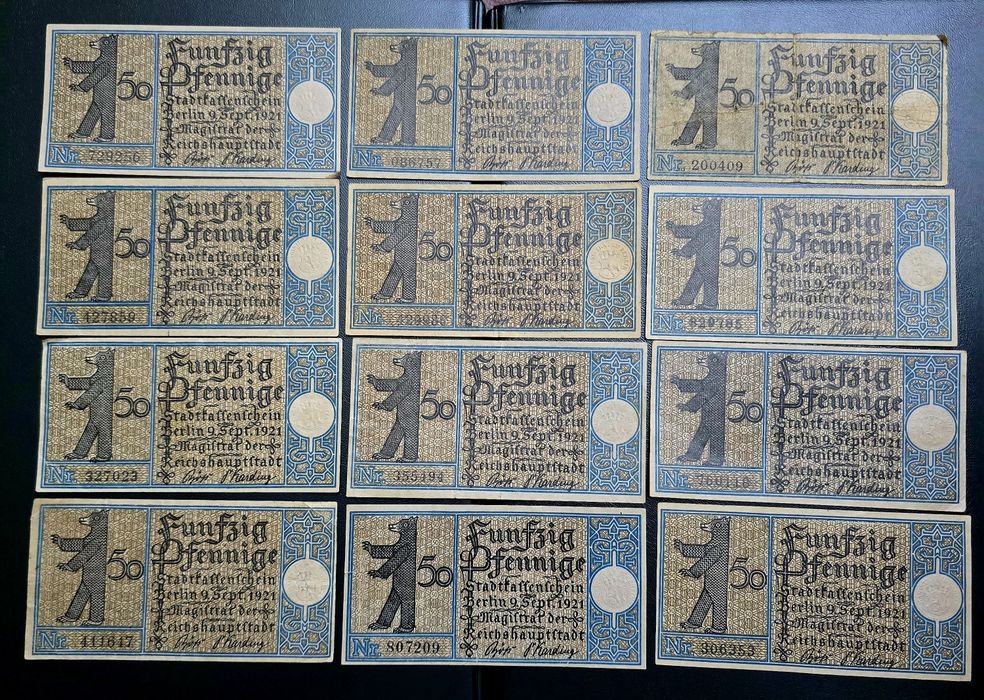 50
Funfzig
Pfennige
Stadtkassenschein
Berlin 9. Sept. 1921
Magistrat der
Reichshauptstadt
Nr. 729256
50
Funfzig
Pfennige
Stadtkassenschein
Berlin 9. Sept. 1921
Magistrat der
Reichshauptstadt
Nr. 086757
50
Funfzig
Pfennige
Stadtkassenschein
Berlin 9. Sept. 1921
Magistrat der
Reichshauptstadt
Nr. 200409
50
Funfzig
Pfennige
Stadtkassenschein
Berlin 9. Sept. 1921
Magistrat der
Reichshauptstadt
Nr.
50
Funfzig
Pfennige
Stadtkassenschein
Berlin 9. Sept. 1921
Magistrat der
Reichshauptstadt
Nr.
50
Funfzig
Pfennige
Stadtkassenschein
Berlin 9. Sept. 1921
Magistrat der
Reichshauptstadt
Nr.
50
Funfzig
Pfennige
Stadtkassenschein
Berlin 9. Sept. 1921
Magistrat der
Reichshauptstadt
Nr. 327023
50
Funfzig
Pfennige
Stadtkassenschein
Berlin 9. Sept. 1921
Magistrat der
Reichshauptstadt
Nr. 355194
50
Funfzig
Pfennige
Stadtkassenschein
Berlin 9. Sept. 1921
Magistrat der
Reichshauptstadt
Nr.
50
Funfzig
Pfennige
Stadtkassenschein
Berlin 9. Sept. 1921
Magistrat der
Reichshauptstadt
Nr. 411647
50
Funfzig
Pfennige
Stadtkassenschein
Berlin 9. Sept. 1921
Magistrat der
Reichshauptstadt
Nr. 807209
50
Funfzig
Pfennige
Stadtkassenschein
Berlin 9. Sept. 1921
Magistrat der
Reichshauptstadt
Nr. 906353